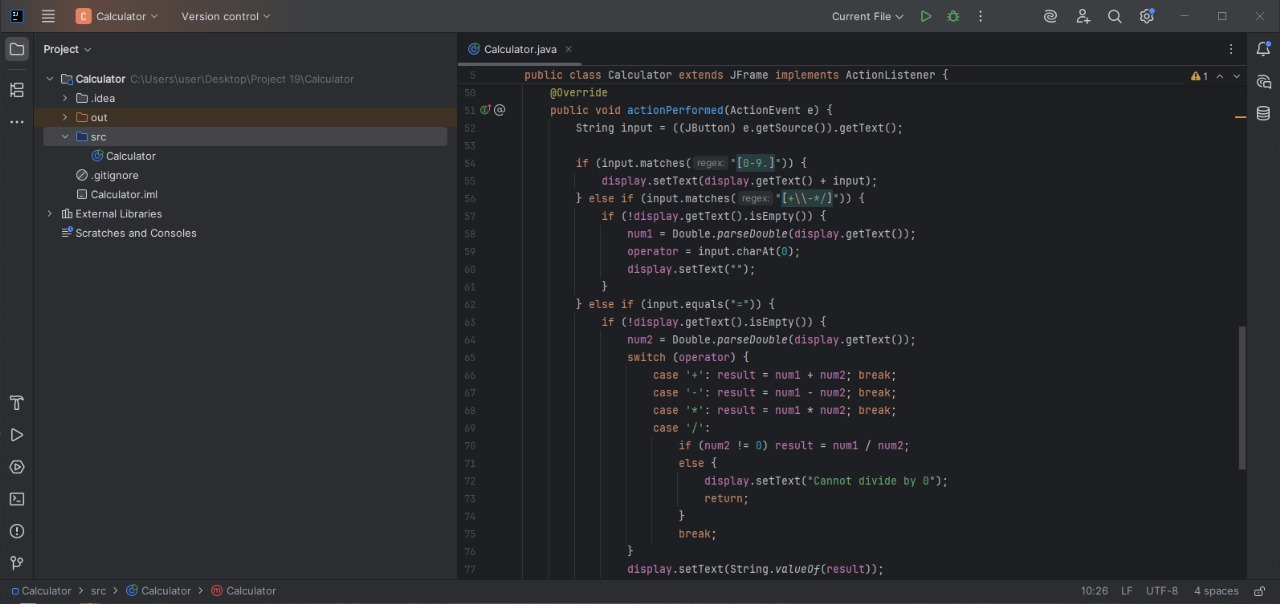 C Calculator Version control Current File
Project
Calculator.java
Calculator C:\Users\user\Desktop\Project 19\Calculator
.idea
out
src
Calculator
.gitignore
Calculator.iml
External Libraries
Scratches and Consoles
5 public class Calculator extends JFrame implements ActionListener { 1
50 @Override
51 @ public void actionPerformed(ActionEvent e) {
52 String input = ((JButton) e.getSource()).getText();
53
54 if (input.matches( regex: "[0-9.]")) {
55 display.setText(display.getText() + input);
56 } else if (input.matches( regex: "[+\\-*/]")) {
57 if (!display.getText().isEmpty()) {
58 num1 = Double.parseDouble(display.getText());
59 operator = input.charAt(0);
60 display.setText("");
61 }
62 } else if (input.equals("=")) {
63 if (!display.getText().isEmpty()) {
64 num2 = Double.parseDouble(display.getText());
65 switch (operator) {
66 case '+': result = num1 + num2; break;
67 case '-': result = num1 - num2; break;
68 case '*': result = num1 * num2; break;
69 case '/':
70 if (num2 != 0) result = num1 / num2;
71 else {
72 display.setText("Cannot divide by 0");
73 return;
74 }
75 break;
76 }
77 display.setText(String.valueOf(result));
Calculator > src > Calculator > m Calculator 10:26 LF UTF-8 4 spaces